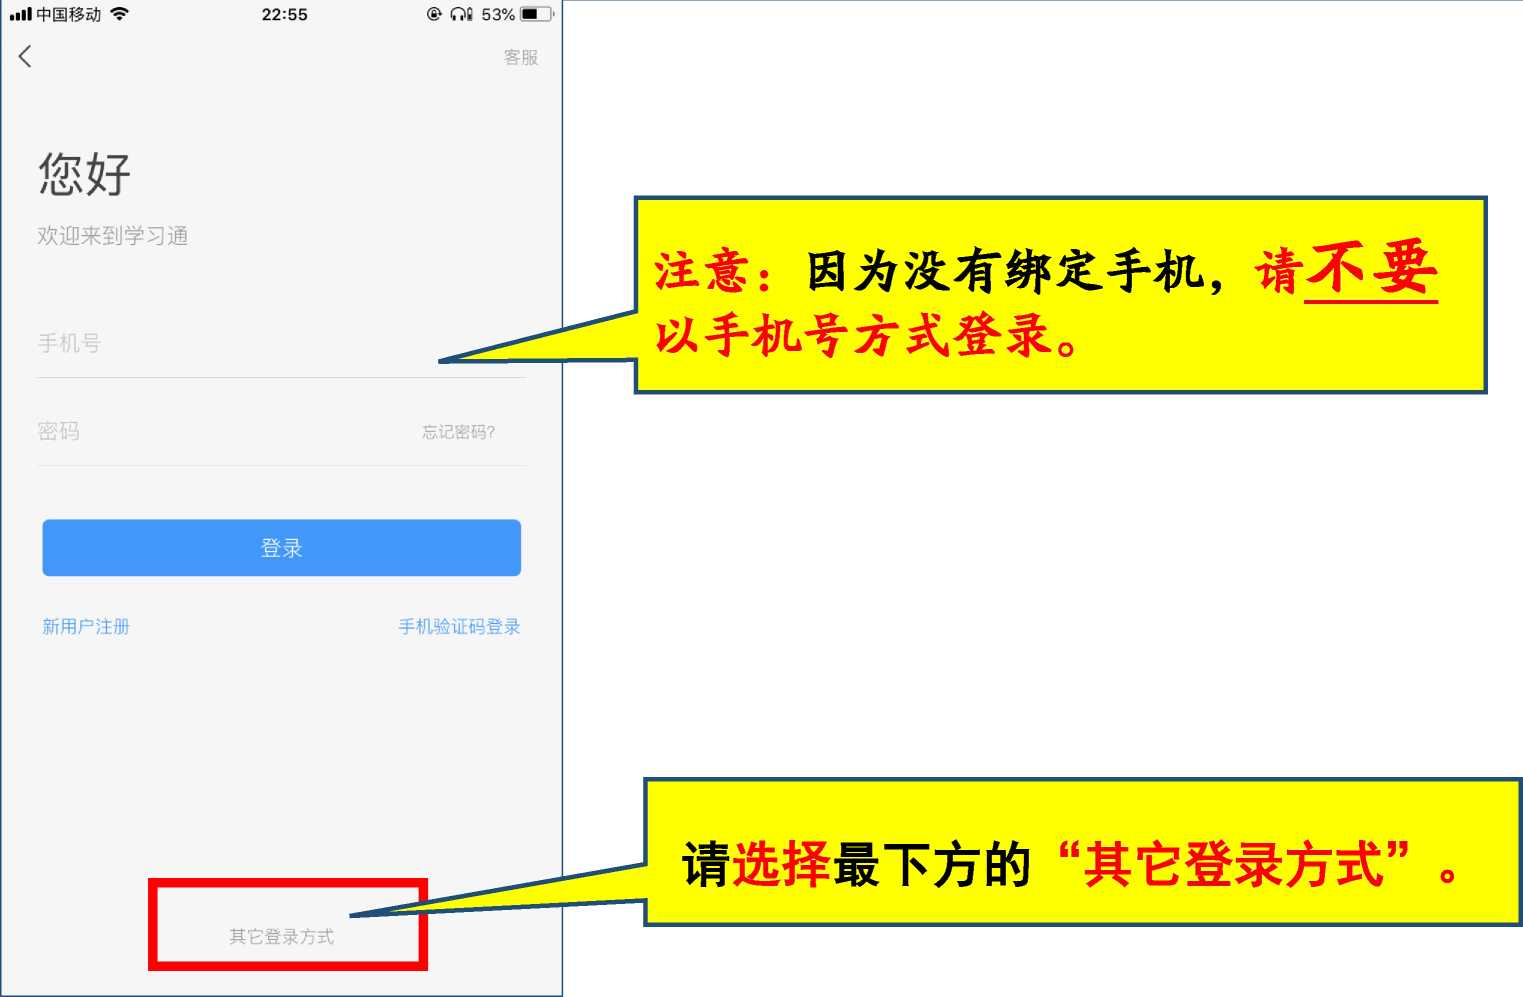 中国移动 22:55 53%
客服
您好
欢迎来到学习通
手机号
注意：因为没有绑定手机，请不要
以手机号方式登录。
密码 忘记密码?
登录
新用户注册 手机验证码登录
请选择最下方的“其它登录方式”。
其它登录方式